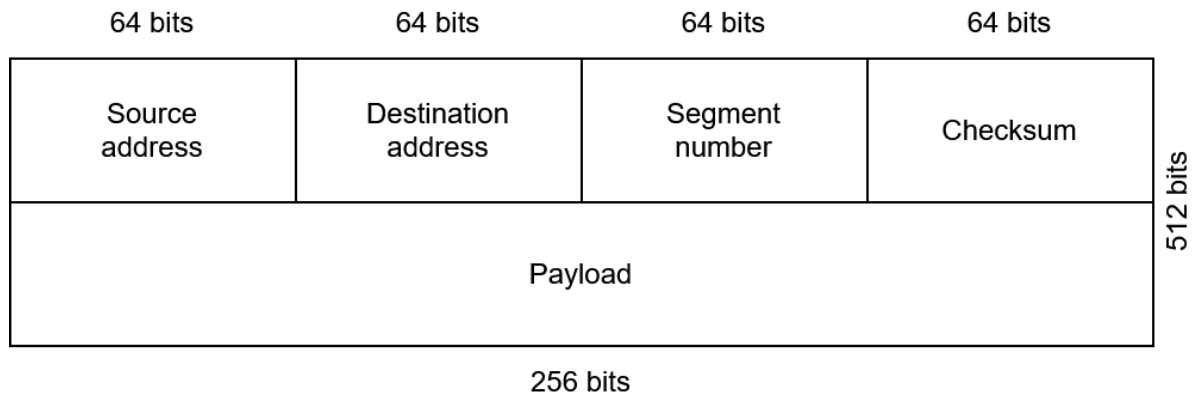 64 bits
64 bits
64 bits
64 bits
Source
address
Destination
address
Segment
number
Checksum
512 bits
Payload
256 bits